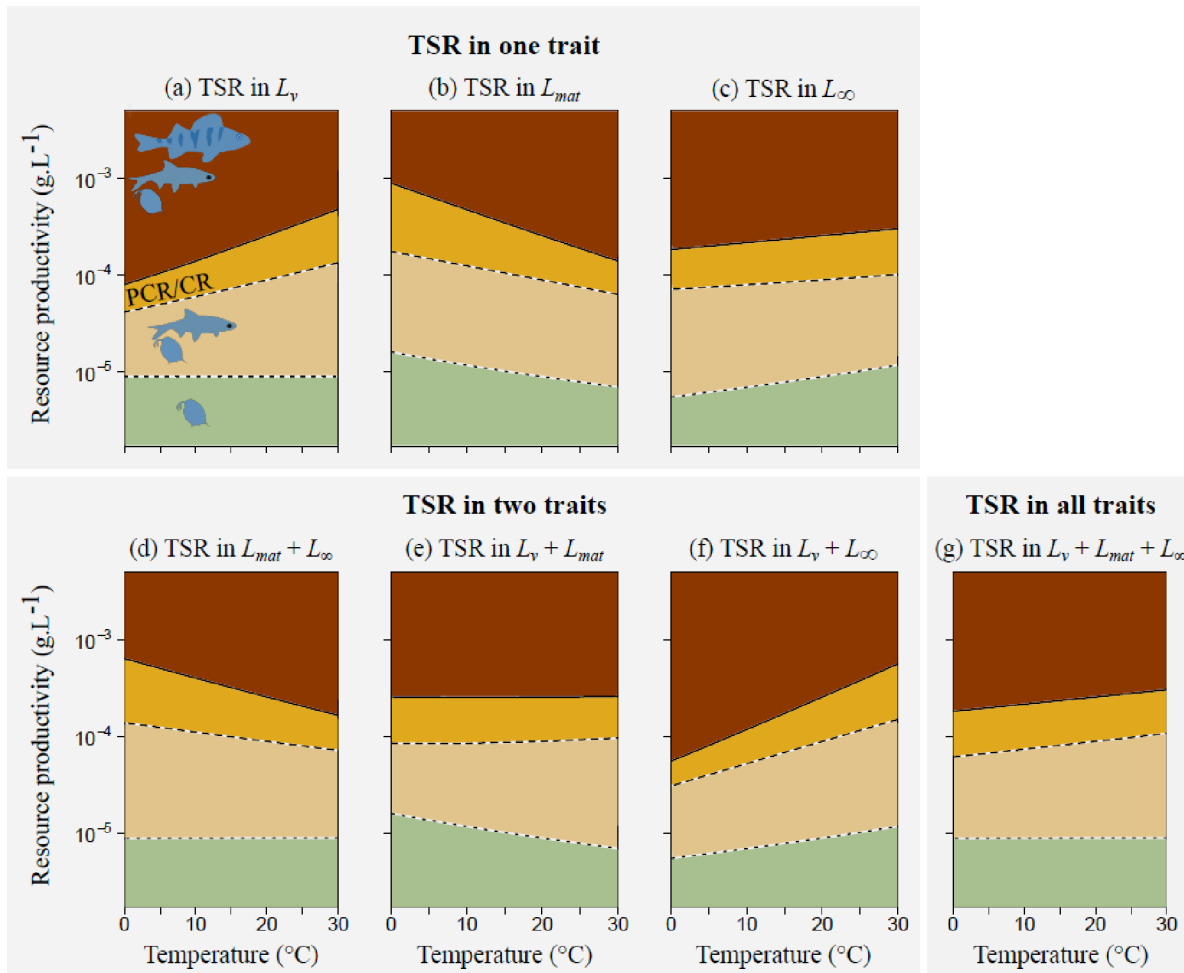 TSR in one trait
(a) TSR in Lv
(b) TSR in Lmat
(c) TSR in L∞
Resource productivity (g.L⁻¹)
10⁻³
10⁻⁴
10⁻⁵
PCR/CR
TSR in two traits
TSR in all traits
(d) TSR in Lmat + L∞
(e) TSR in Lv + Lmat
(f) TSR in Lv + L∞
(g) TSR in Lv + Lmat + L∞
Resource productivity (g.L⁻¹)
10⁻³
10⁻⁴
10⁻⁵
0 10 20 30
0 10 20 30
0 10 20 30
0 10 20 30
Temperature (°C)
Temperature (°C)
Temperature (°C)
Temperature (°C)